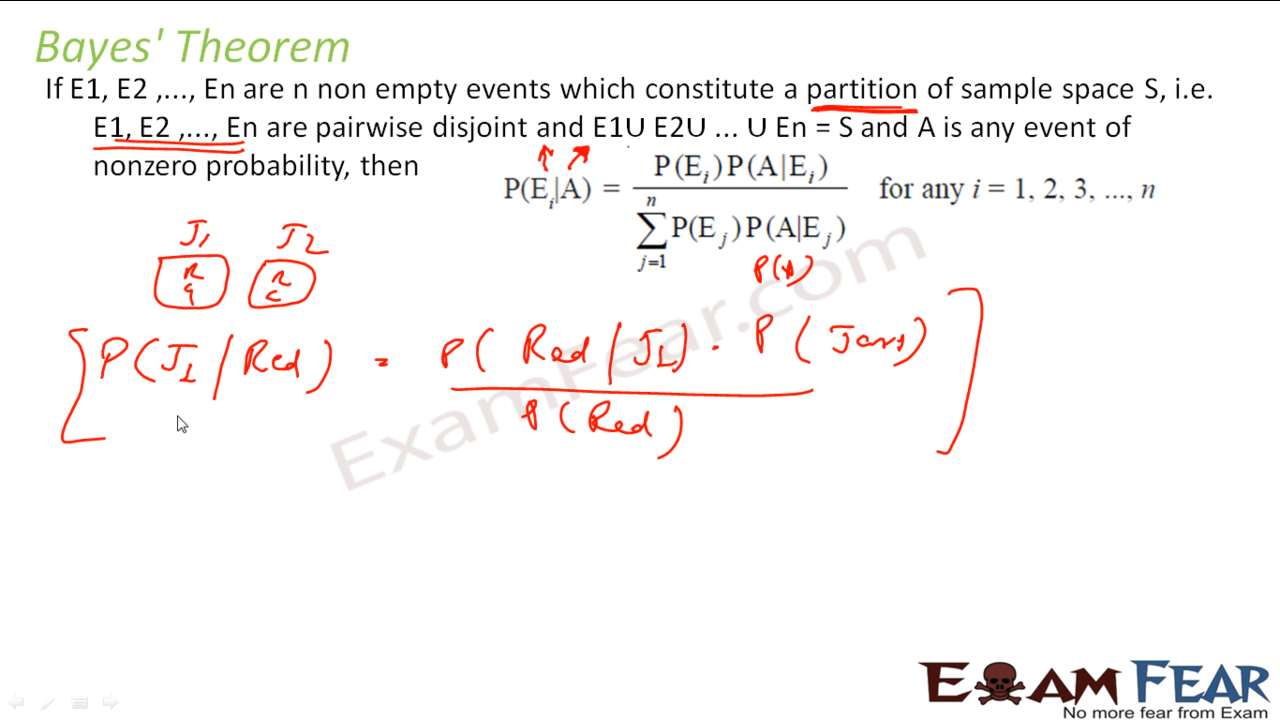 Bayes' Theorem
If E1, E2 ,..., En are n non empty events which constitute a partition of sample space S, i.e.
E1, E2 ,..., En are pairwise disjoint and E1U E2U ... U En = S and A is any event of
nonzero probability, then
P(Eᵢ|A) = P(Eᵢ)P(A|Eᵢ) / ∑ⁿⱼ₌₁ P(Eⱼ)P(A|Eⱼ) for any i = 1, 2, 3, ..., n
J1 J2
R R
P(A)
P(J1/Red) = P(Red/J1) . P(
P(Red)
ExamFear.com
EXAM FEAR
No more fear from Exam